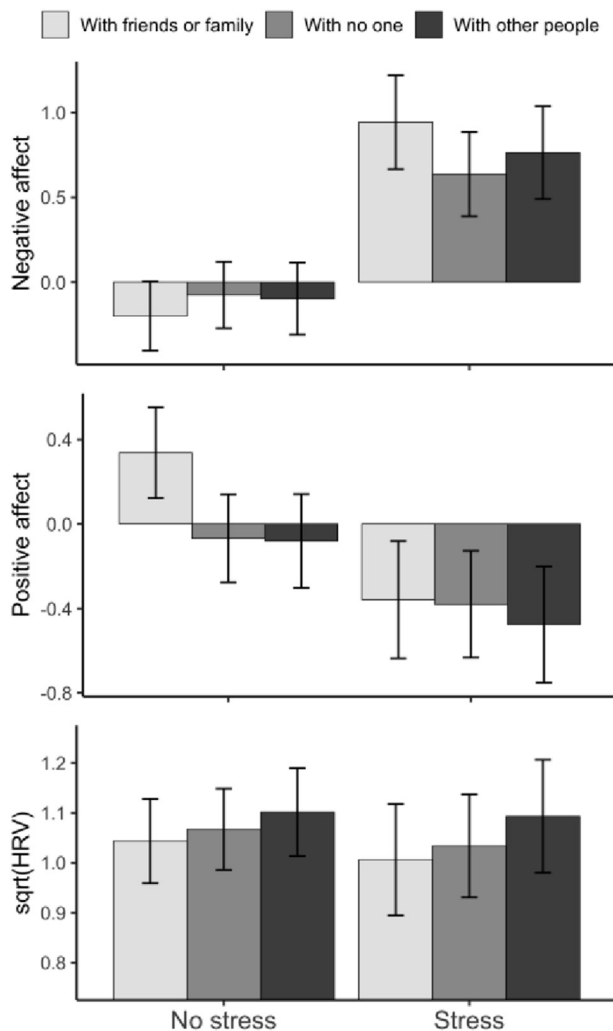 With friends or family With no one With other people
Negative affect
1.0
0.5
0.0
Positive affect
0.4
0.0
-0.4
-0.8
sqrt(HRV)
1.2
1.1
1.0
0.9
0.8
No stress Stress